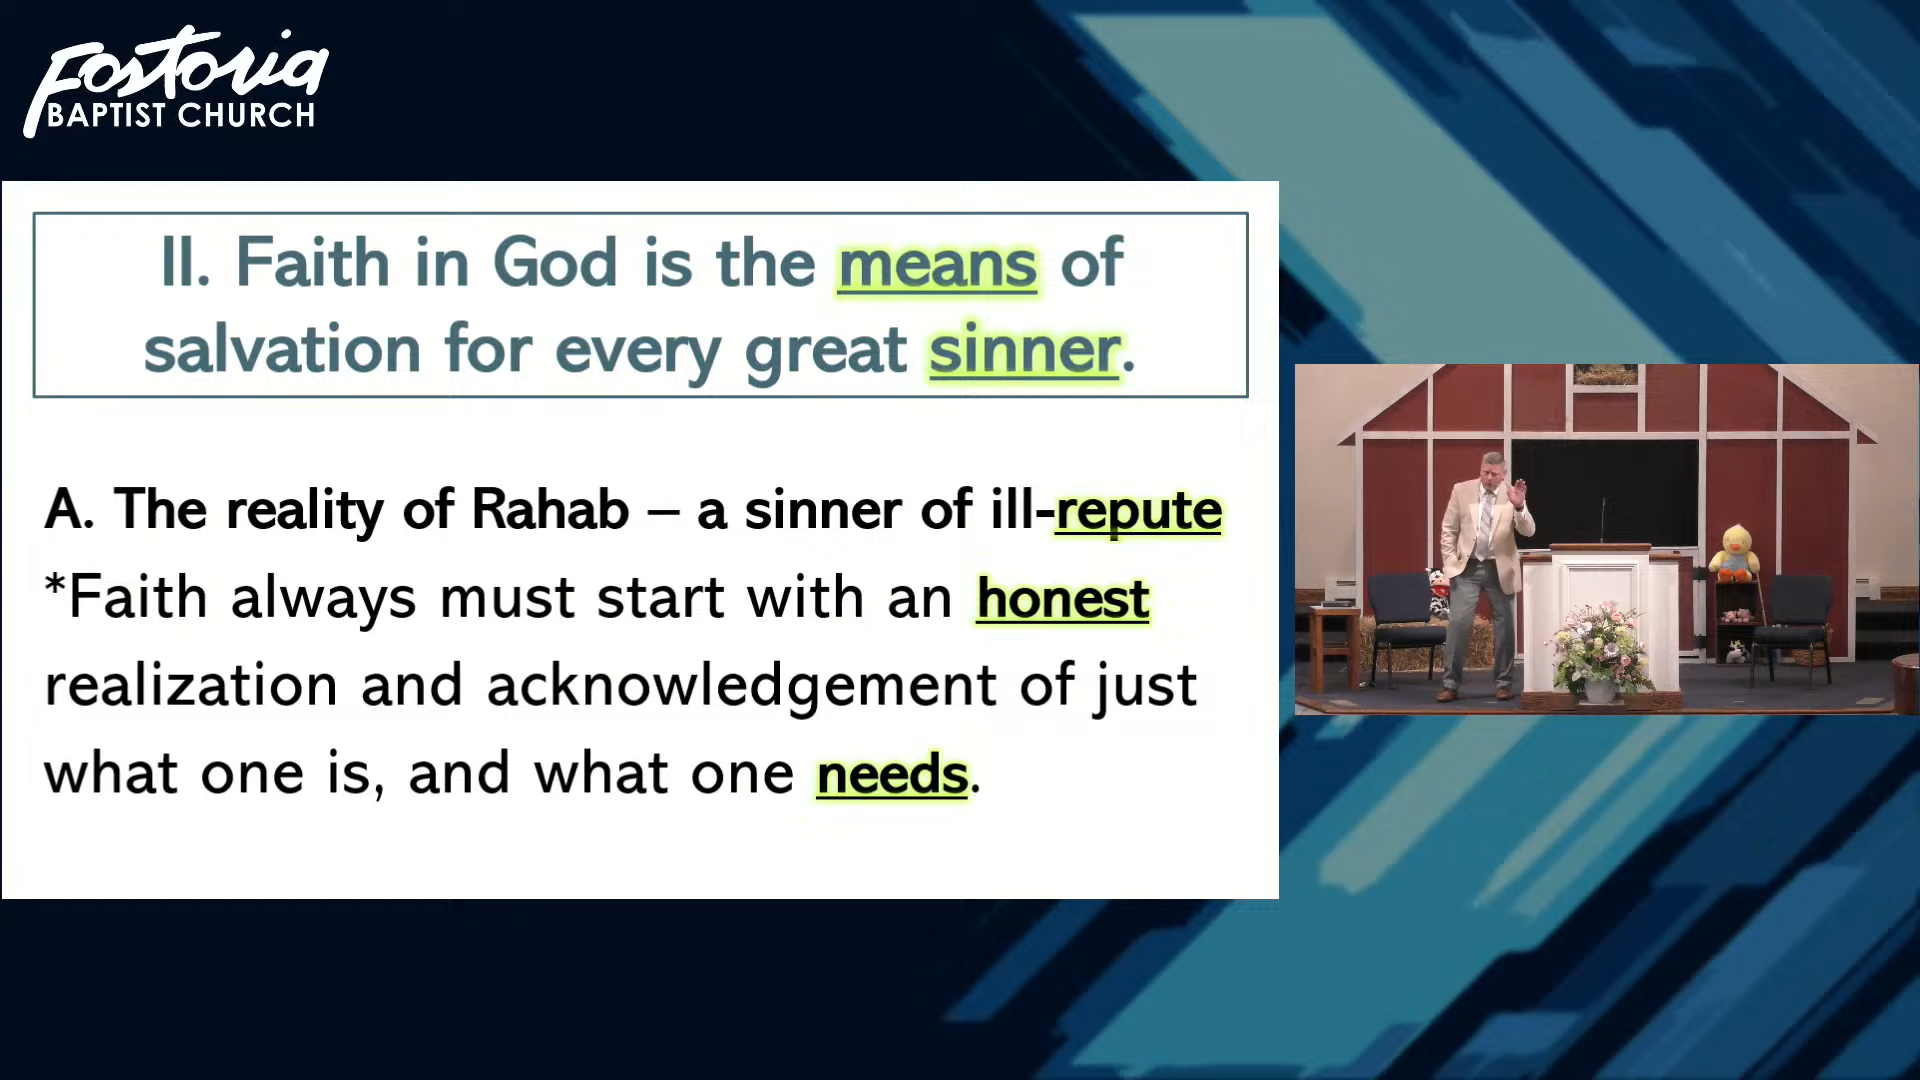 Fostoria
BAPTIST CHURCH
II. Faith in God is the means of
salvation for every great sinner.
A. The reality of Rahab – a sinner of ill-repute
*Faith always must start with an honest
realization and acknowledgement of just
what one is, and what one needs.